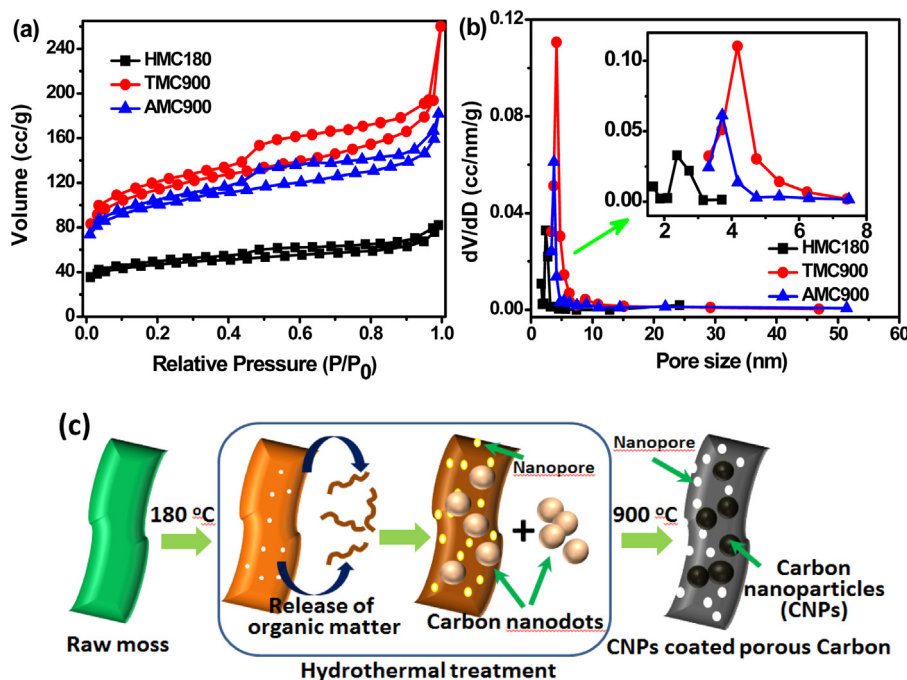 (a)
HMC180
TMC900
AMC900
Volume (cc/g)
240
200
160
120
80
40
0
0.0 0.2 0.4 0.6 0.8 1.0
Relative Pressure (P/P0)
(b)
dV/dD (cc/nm/g)
0.12
0.08
0.04
0.00
0.10
0.05
0.00
2 4 6 8
HMC180
TMC900
AMC900
0 10 20 30 40 50 60
Pore size (nm)
(c)
180 oC
Raw moss
Release of
organic matter
Nanopore
+
Carbon nanodots
Hydrothermal treatment
900 oC
Nanopore
Carbon
nanoparticles
(CNPs)
CNPs coated porous Carbon